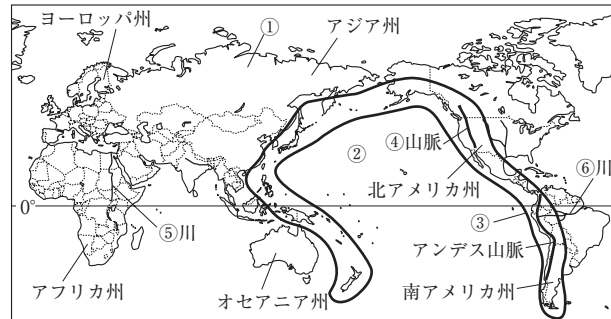 ヨーロッパ州
①
アジア州
②
④山脈
北アメリカ州
⑥川
0°
⑤川
③
アンデス山脈
アフリカ州
オセアニア州
南アメリカ州